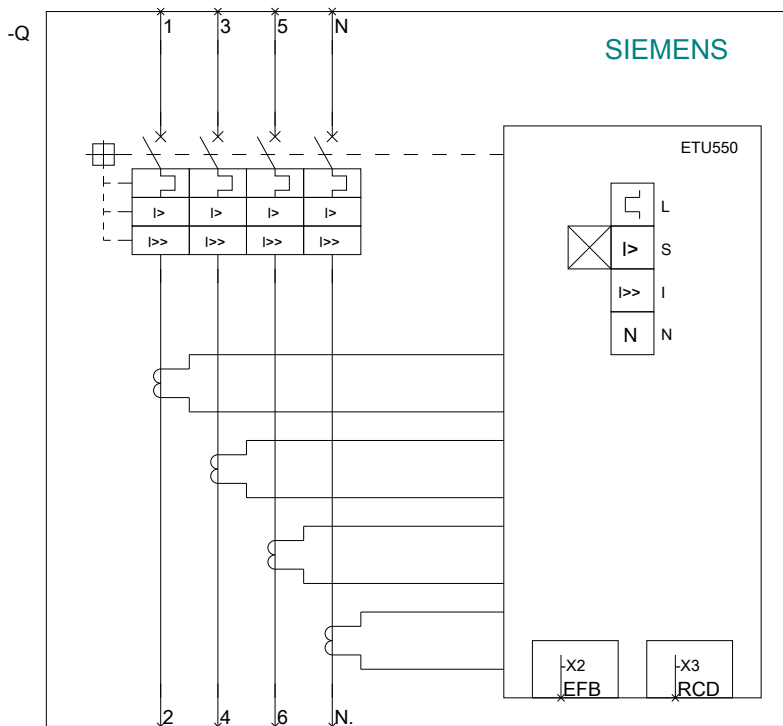 -Q
1 3 5 N
SIEMENS
ETU550
L
I> I> I> I>
I> S
I>> I>> I>> I>>
I>> I
N N
-X2
EFB
-X3
RCD
2 4 6 N.